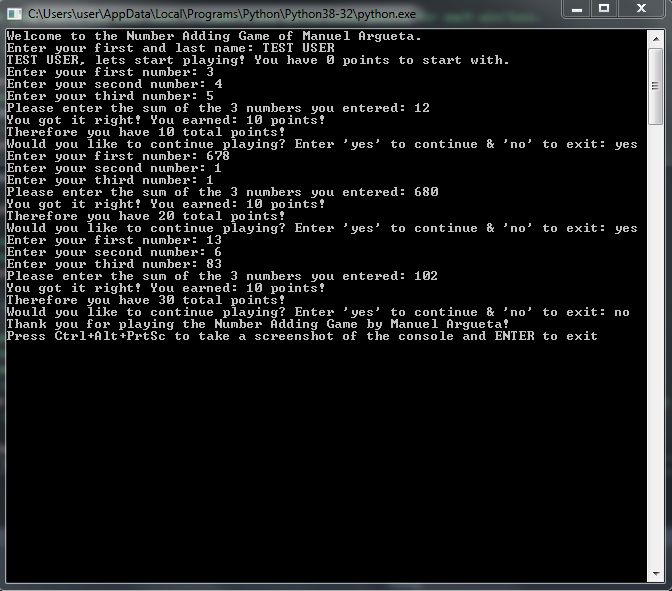 C:\Users\user\AppData\Local\Programs\Python\Python38-32\python.exe
Welcome to the Number Adding Game of Manuel Argueta.
Enter your first and last name: TEST USER
TEST USER, lets start playing! You have 0 points to start with.
Enter your first number: 3
Enter your second number: 4
Enter your third number: 5
Please enter the sum of the 3 numbers you entered: 12
You got it right! You earned: 10 points!
Therefore you have 10 total points!
Would you like to continue playing? Enter 'yes' to continue & 'no' to exit: yes
Enter your first number: 678
Enter your second number: 1
Enter your third number: 1
Please enter the sum of the 3 numbers you entered: 680
You got it right! You earned: 10 points!
Therefore you have 20 total points!
Would you like to continue playing? Enter 'yes' to continue & 'no' to exit: yes
Enter your first number: 13
Enter your second number: 6
Enter your third number: 83
Please enter the sum of the 3 numbers you entered: 102
You got it right! You earned: 10 points!
Therefore you have 30 total points!
Would you like to continue playing? Enter 'yes' to continue & 'no' to exit: no
Thank you for playing the Number Adding Game by Manuel Argueta!
Press Ctrl+Alt+PrtSc to take a screenshot of the console and ENTER to exit